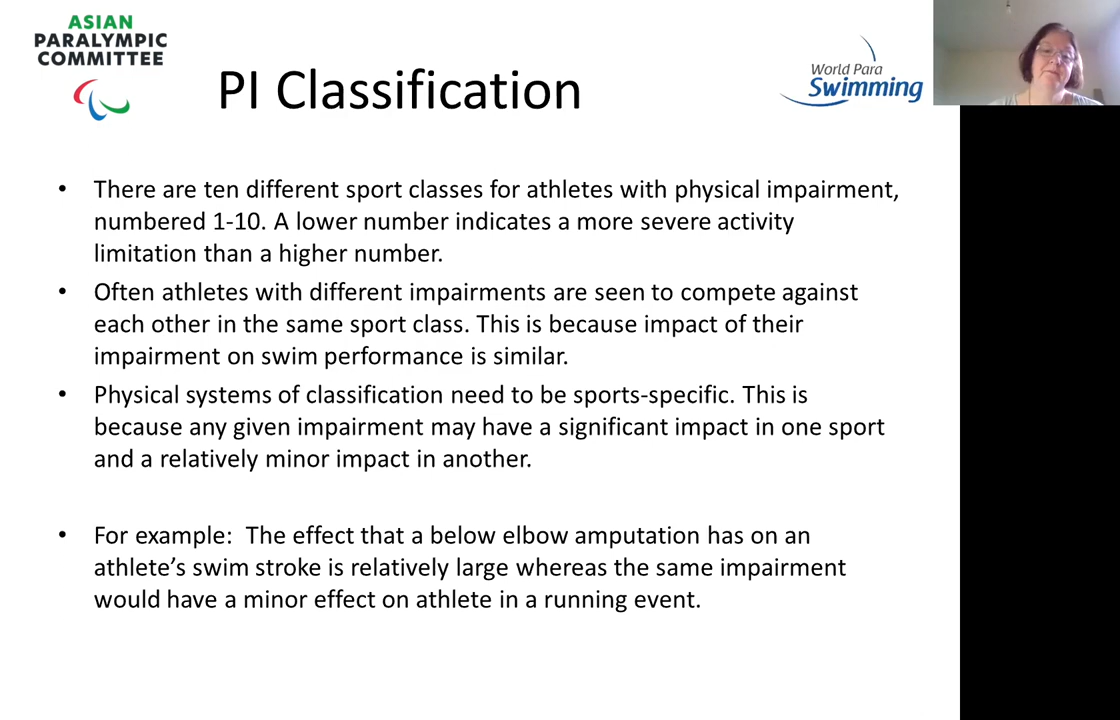 ASIAN
PARALYMPIC
COMMITTEE
PI Classification
World Para
Swimming
• There are ten different sport classes for athletes with physical impairment,
numbered 1-10. A lower number indicates a more severe activity
limitation than a higher number.
• Often athletes with different impairments are seen to compete against
each other in the same sport class. This is because impact of their
impairment on swim performance is similar.
• Physical systems of classification need to be sports-specific. This is
because any given impairment may have a significant impact in one sport
and a relatively minor impact in another.
• For example:  The effect that a below elbow amputation has on an
athlete’s swim stroke is relatively large whereas the same impairment
would have a minor effect on athlete in a running event.